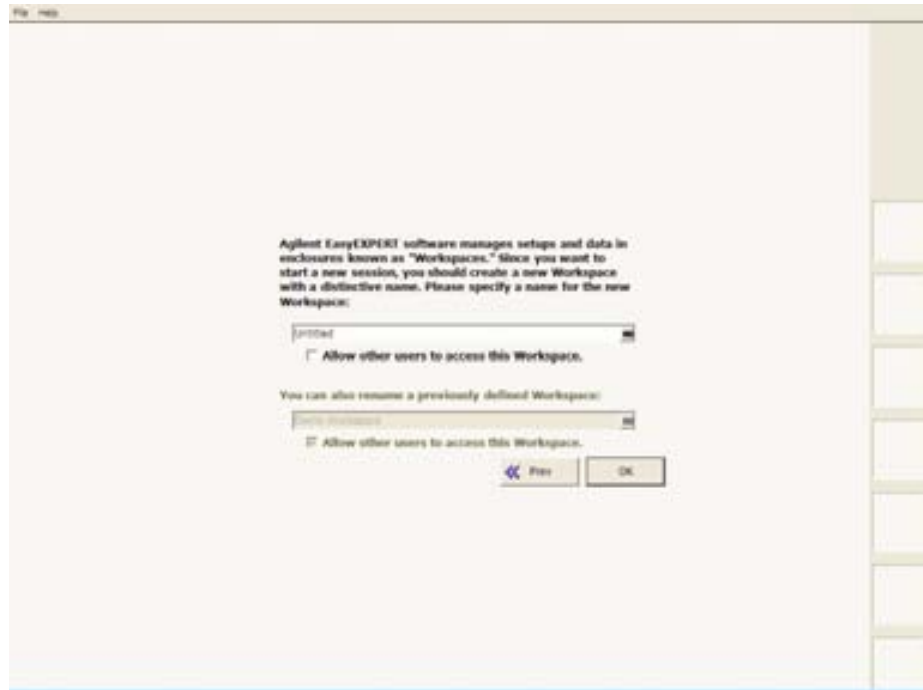 File Help
Agilent EasyEXPERT software manages setups and data in
enclosures known as "Workspaces." Since you want to
start a new session, you should create a new Workspace
with a distinctive name. Please specify a name for the new
Workspace:
Untitled
Allow other users to access this Workspace.
You can also rename a previously defined Workspace:
Demo Workspace
Allow other users to access this Workspace.
Prev OK